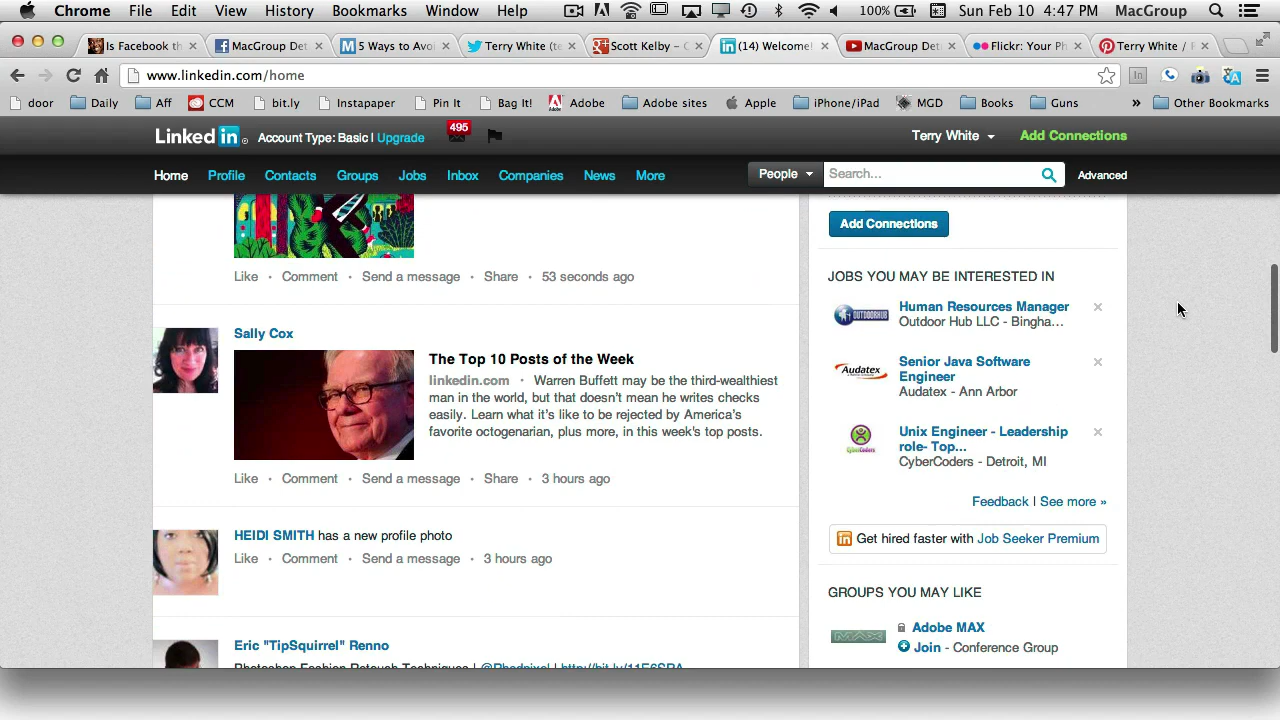 Chrome File Edit View History Bookmarks Window Help 100% Sun Feb 10 4:47 PM MacGroup
Is Facebook th
MacGroup Det
5 Ways to Avoi
Terry White (te
Scott Kelby - C
(14) Welcome!
MacGroup Det
Flickr: Your Ph
Terry White / P
www.linkedin.com/home
door Daily Aff CCM bit.ly Instapaper Pin It Bag It! Adobe Adobe sites Apple iPhone/iPad MGD Books Guns » Other Bookmarks
Linked in Account Type: Basic | Upgrade 495 Terry White Add Connections
Home Profile Contacts Groups Jobs Inbox Companies News More People Search... Advanced
Like · Comment · Send a message · Share · 53 seconds ago
Sally Cox
The Top 10 Posts of the Week
linkedin.com · Warren Buffett may be the third-wealthiest
man in the world, but that doesn't mean he writes checks
easily. Learn what it's like to be rejected by America's
favorite octogenarian, plus more, in this week's top posts.
Like · Comment · Send a message · Share · 3 hours ago
HEIDI SMITH has a new profile photo
Like · Comment · Send a message · 3 hours ago
Eric "TipSquirrel" Renno
Photoshop Fashion Retouch Techniques |
Add Connections
JOBS YOU MAY BE INTERESTED IN
OUTDOORHUB
Human Resources Manager
Outdoor Hub LLC - Bingha...
Audatex
Senior Java Software
Engineer
Audatex - Ann Arbor
CyberCoders
Unix Engineer - Leadership
role- Top...
CyberCoders - Detroit, MI
Feedback | See more »
in Get hired faster with Job Seeker Premium
GROUPS YOU MAY LIKE
MAX
Adobe MAX
Join - Conference Group